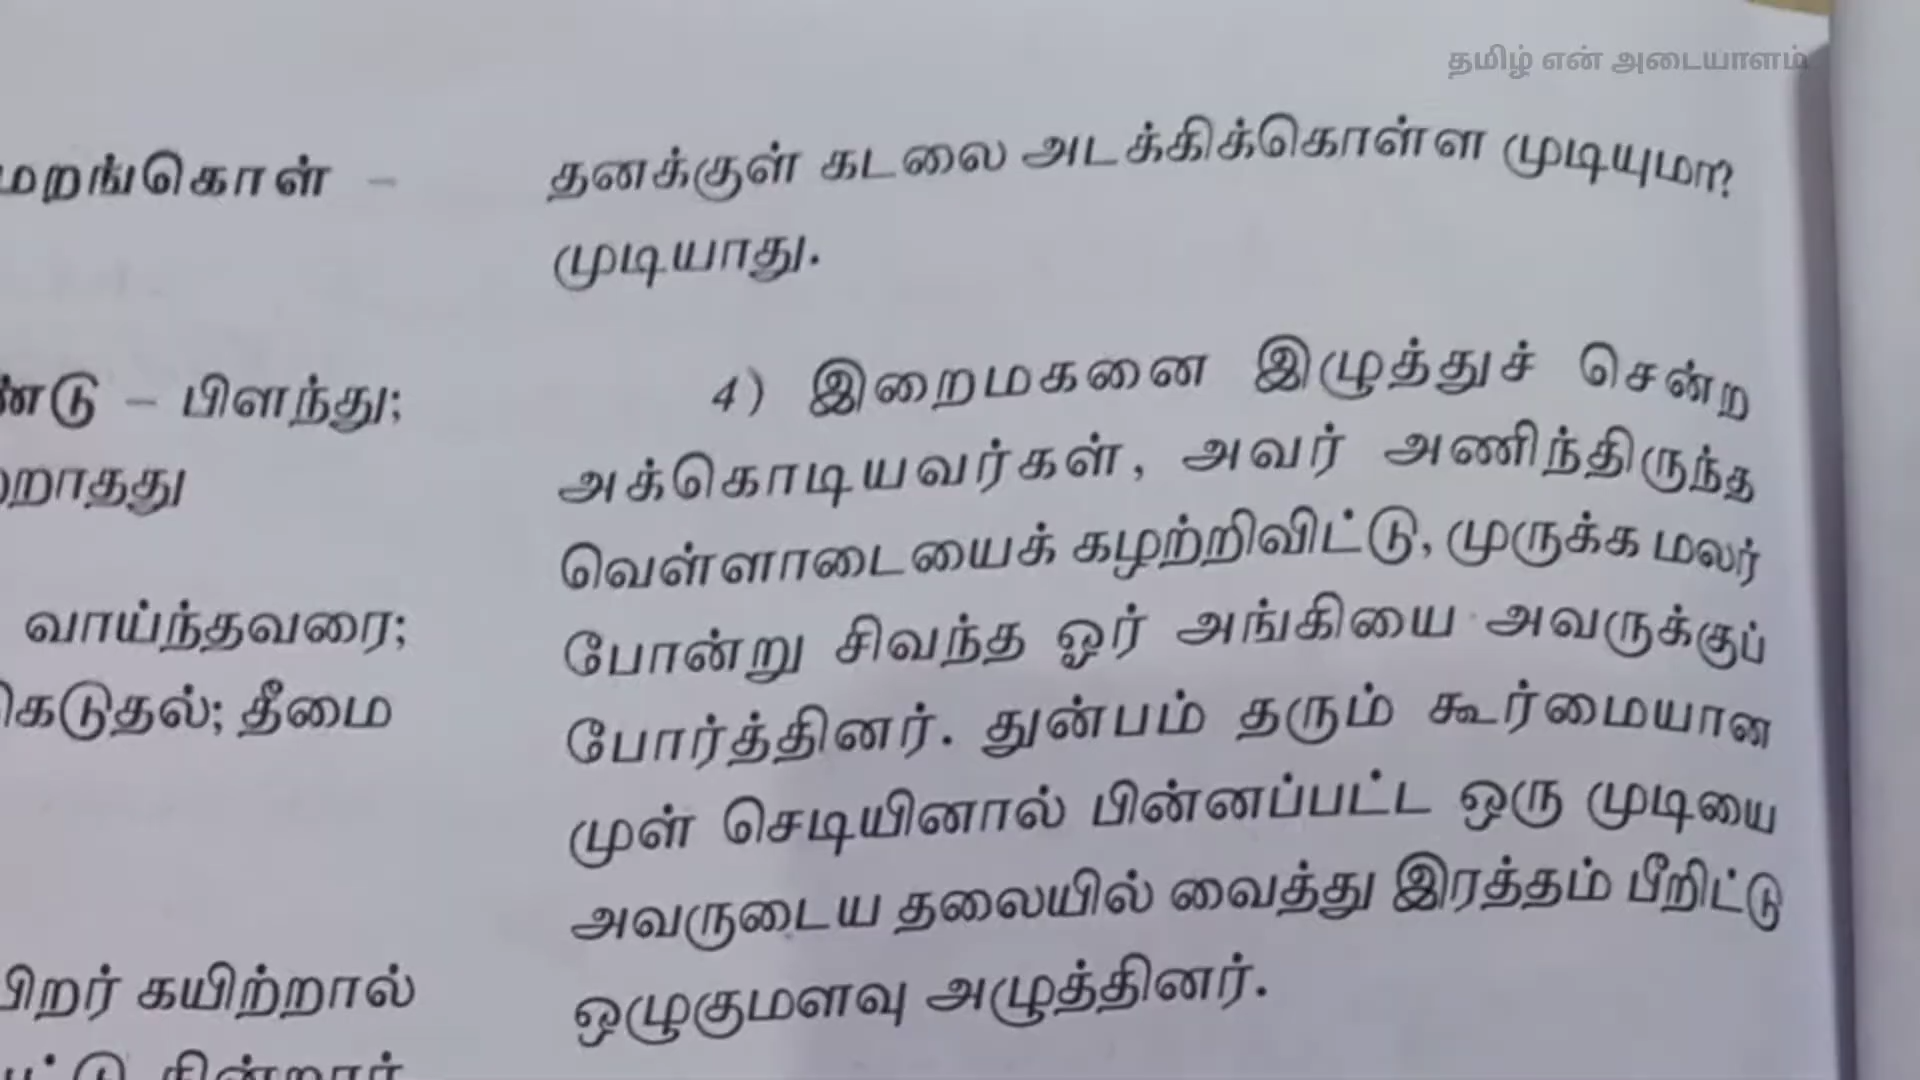 தமிழ் என் அடையாளம்
மறங்கொள் –
பிளந்து;
வாய்ந்தவரை;
தீமை
பிறர் கயிற்றால்
தனக்குள் கடலை அடக்கிக்கொள்ள முடியுமா?
முடியாது.
4) இறைமகனை இழுத்துச் சென்ற
அக்கொடியவர்கள், அவர் அணிந்திருந்த
வெள்ளாடையைக் கழற்றிவிட்டு, முருக்க மலர்
போன்று சிவந்த ஓர் அங்கியை அவருக்குப்
போர்த்தினர். துன்பம் தரும் கூர்மையான
முள் செடியினால் பின்னப்பட்ட ஒரு முடியை
அவருடைய தலையில் வைத்து இரத்தம் பீறிட்டு
ஒழுகுமளவு அழுத்தினர்.